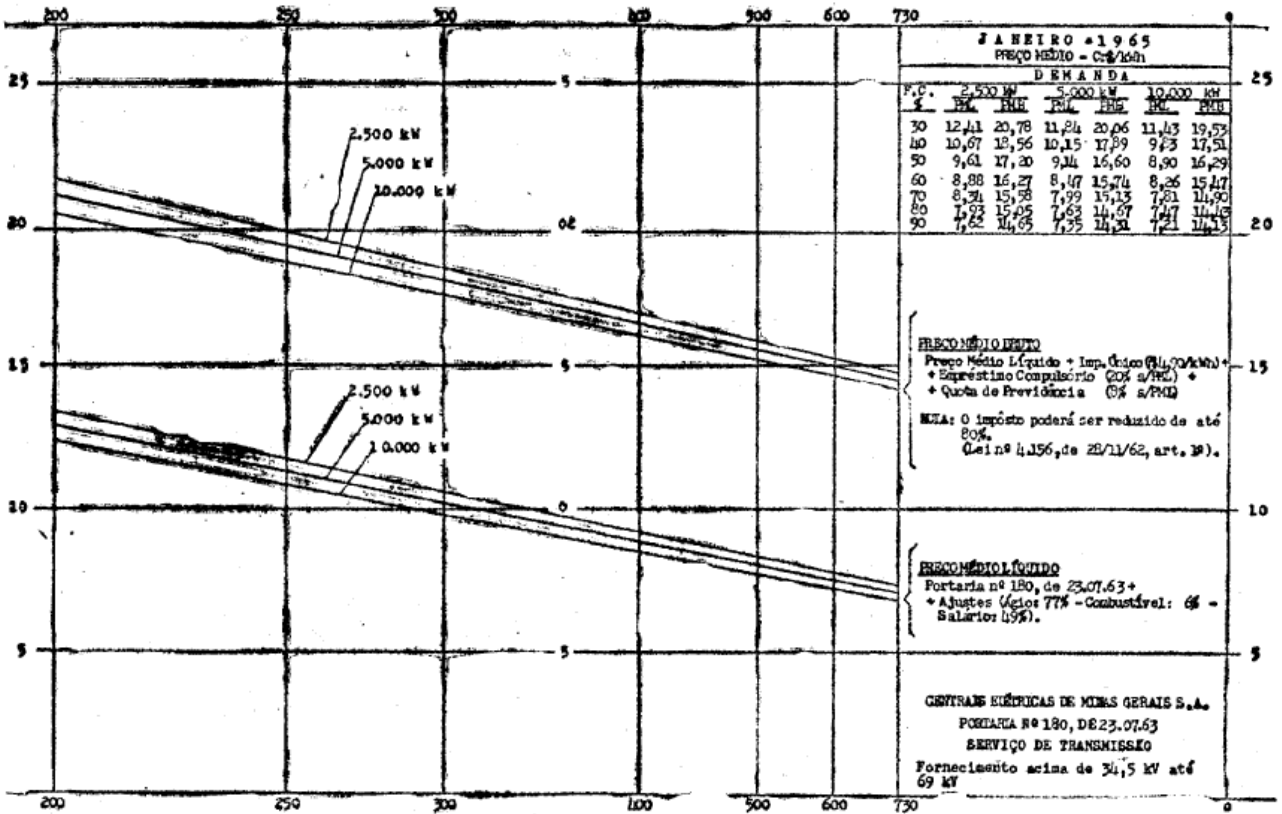 200 250 300 400 500 600 730 0
25 5 25
20 20
15 5 15
10 0 10
5 5 5
2.500 kW
5.000 kW
10.000 kW
2.500 kW
5.000 kW
10.000 kW
200 250 300 400 500 600 730 0
JANEIRO - 1965
PREÇO MÉDIO - Cr$/kWh
DEMANDA
F.C. 2.500 kW 5.000 kW 10.000 kW
% PML PMB PML PMB PML PMB
30 12,41 20,78 11,84 20,06 11,43 19,53
40 10,67 18,56 10,15 17,89 9,83 17,51
50 9,61 17,20 9,14 16,60 8,90 16,29
60 8,88 16,27 8,47 15,74 8,26 15,47
70 8,34 15,58 7,99 15,13 7,81 14,90
80 7,93 15,05 7,63 14,67 7,47
90 7,62 14,65 7,35 14,31 7,21 14,13
PREÇO MÉDIO BRUTO
Preço Médio Líquido + Imp. Único (4,90/kWh) +
+ Empréstimo Compulsório (20% s/PML) +
+ Quota de Previdência (8% s/PML)
NOTA: O impôsto poderá ser reduzido de até
80%.
(Lei nº 4.156, de 28/11/62, art. 1º).
PREÇO MÉDIO LÍQUIDO
Portaria nº 180, de 23.07.63 +
+ Ajustes (Ágio: 77% - Combustível: 6% -
Salário: 49%).
CENTRAIS ELÉTRICAS DE MINAS GERAIS S.A.
PORTARIA Nº 180, DE 23.07.63
SERVIÇO DE TRANSMISSÃO
Fornecimento acima de 34,5 kV até
69 kV